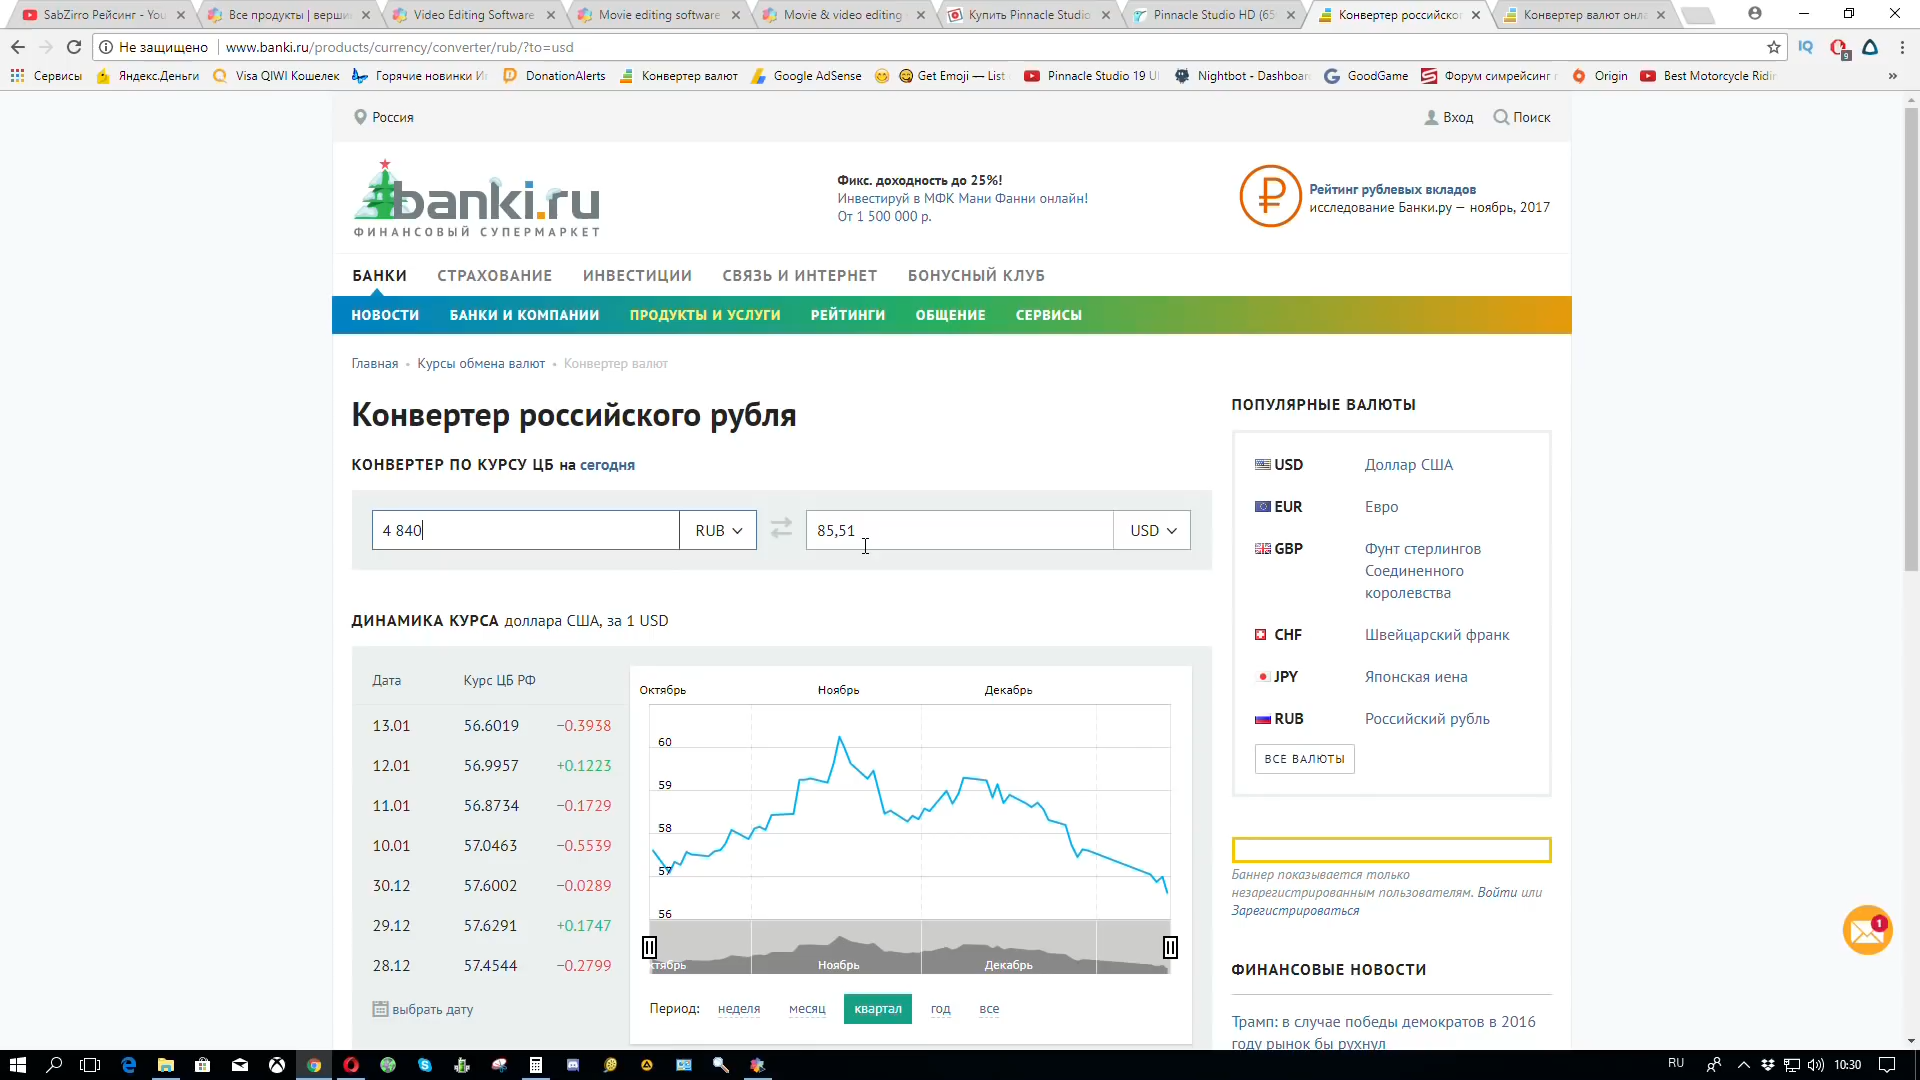 SabZirro Рейсинг - You
Все продукты | верши
Video Editing Software
Movie editing software
Movie & video editing
Купить Pinnacle Studio
Pinnacle Studio HD (65
Конвертер российско
Конвертер валют онла
Не защищено
www.banki.ru/products/currency/converter/rub/?to=usd
IQ
9
Сервисы
Яндекс.Деньги
Visa QIWI Кошелек
Горячие новинки И
DonationAlerts
Конвертер валют
Google AdSense
Get Emoji — List
Pinnacle Studio 19 Ul
Nightbot - Dashboar
GoodGame
Форум симрейсинг
Origin
Best Motorcycle Ridi
»
Россия
Вход
Поиск
banki.ru
ФИНАНСОВЫЙ СУПЕРМАРКЕТ
Фикс. доходность до 25%!
Инвестируй в МФК Мани Фанни онлайн!
От 1 500 000 р.
Рейтинг рублевых вкладов
исследование Банки.ру — ноябрь, 2017
БАНКИ
СТРАХОВАНИЕ
ИНВЕСТИЦИИ
СВЯЗЬ И ИНТЕРНЕТ
БОНУСНЫЙ КЛУБ
НОВОСТИ
БАНКИ И КОМПАНИИ
ПРОДУКТЫ И УСЛУГИ
РЕЙТИНГИ
ОБЩЕНИЕ
СЕРВИСЫ
Главная • Курсы обмена валют • Конвертер валют
Конвертер российского рубля
КОНВЕРТЕР ПО КУРСУ ЦБ на сегодня
4 840
RUB
85,51
USD
ДИНАМИКА КУРСА доллара США, за 1 USD
Дата Курс ЦБ РФ
13.01 56.6019 −0.3938
12.01 56.9957 +0.1223
11.01 56.8734 −0.1729
10.01 57.0463 −0.5539
30.12 57.6002 −0.0289
29.12 57.6291 +0.1747
28.12 57.4544 −0.2799
выбрать дату
Октябрь Ноябрь Декабрь
60
59
58
57
56
ктябрь Ноябрь Декабрь
Период: неделя месяц квартал год все
ПОПУЛЯРНЫЕ ВАЛЮТЫ
USD Доллар США
EUR Евро
GBP Фунт стерлингов
Соединенного
королевства
CHF Швейцарский франк
JPY Японская иена
RUB Российский рубль
ВСЕ ВАЛЮТЫ
Баннер показывается только
незарегистрированным пользователям. Войти или
Зарегистрироваться
1
ФИНАНСОВЫЕ НОВОСТИ
Трамп: в случае победы демократов в 2016
году рынок бы рухнул
RU
10:30